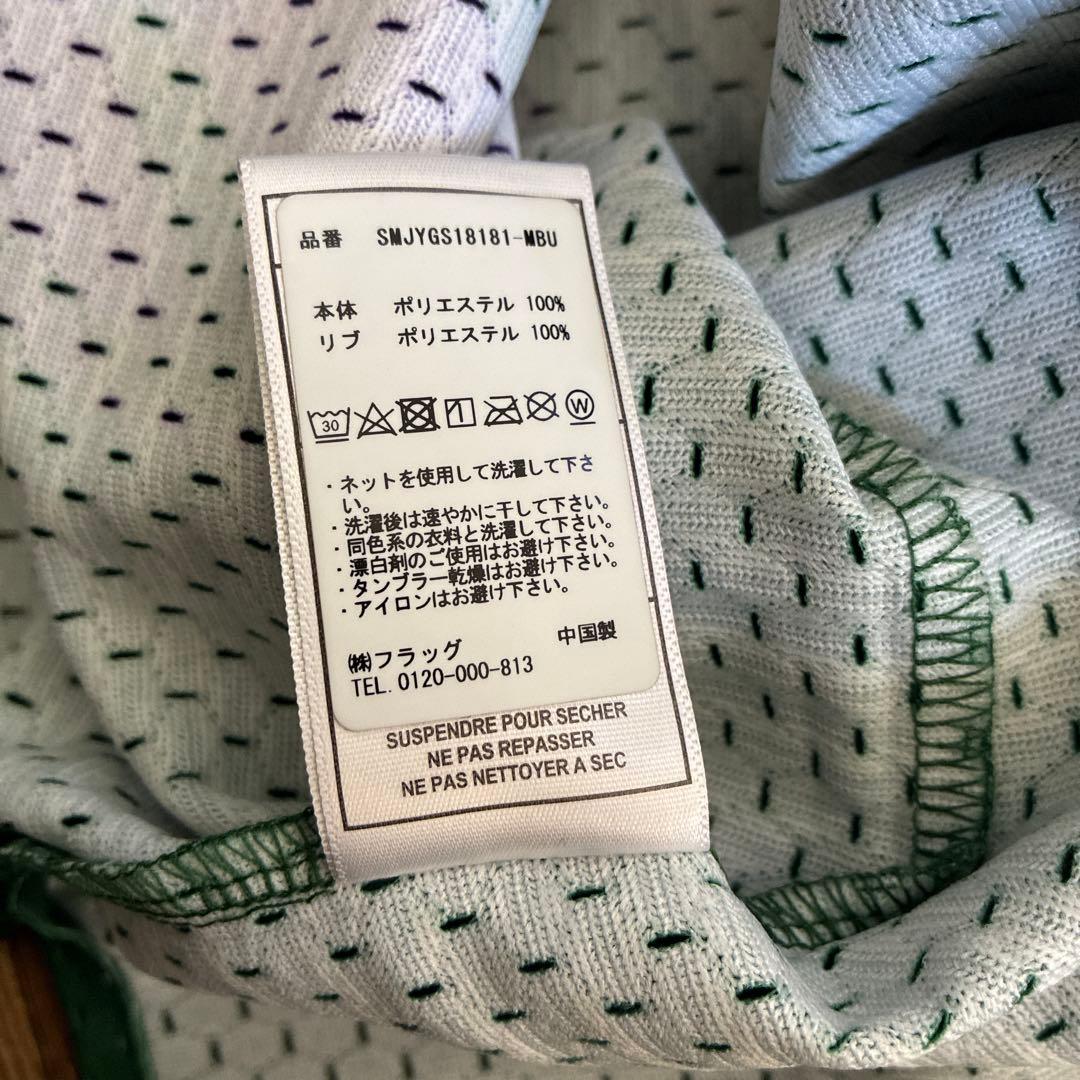 品番 SMJYGS18181-MBU
本体 ポリエステル 100%
リブ ポリエステル 100%
30 W
・ネットを使用して洗濯して下さ
い。
・洗濯後は速やかに干して下さい。
・同色系の衣料と洗濯して下さい。
・漂白剤のご使用はお避け下さい。
・タンブラー乾燥はお避け下さい。
・アイロンはお避け下さい。
㈱フラッグ 中国製
TEL. 0120-000-813
SUSPENDRE POUR SECHER
NE PAS REPASSER
NE PAS NETTOYER A SEC